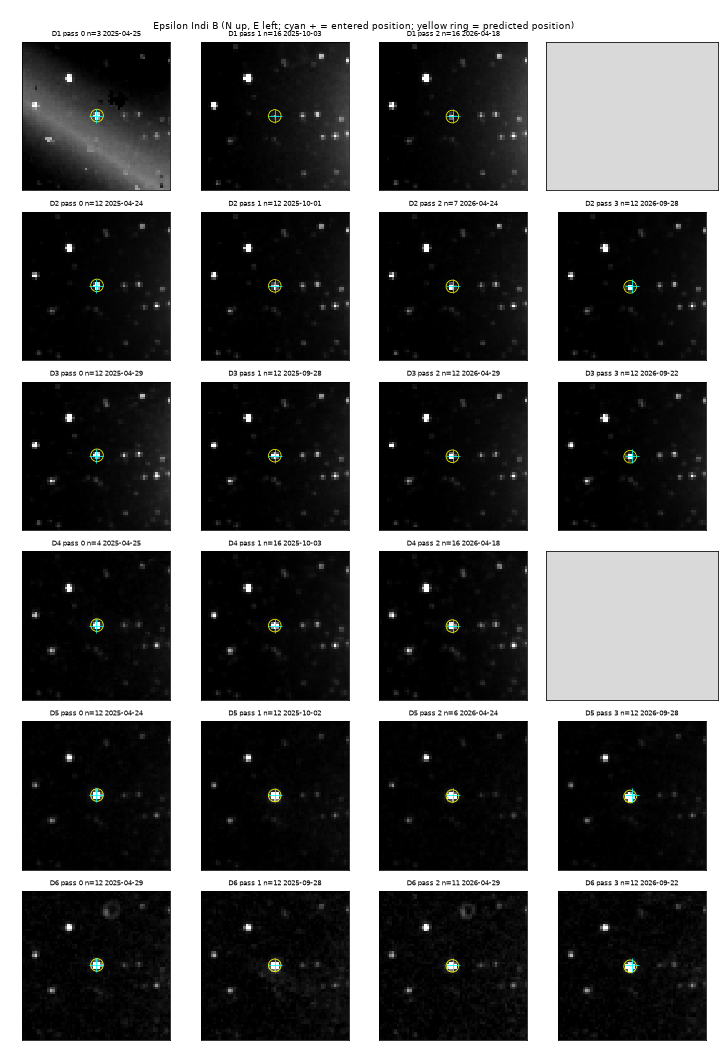 Epsilon Indi B (N up, E left; cyan + = entered position; yellow ring = predicted position)
D1 pass 0 n=3 2025-04-25
D1 pass 1 n=16 2025-10-03
D1 pass 2 n=16 2026-04-18
D2 pass 0 n=12 2025-04-24
D2 pass 1 n=12 2025-10-01
D2 pass 2 n=7 2026-04-24
D2 pass 3 n=12 2026-09-28
D3 pass 0 n=12 2025-04-29
D3 pass 1 n=12 2025-09-28
D3 pass 2 n=12 2026-04-29
D3 pass 3 n=12 2026-09-22
D4 pass 0 n=4 2025-04-25
D4 pass 1 n=16 2025-10-03
D4 pass 2 n=16 2026-04-18
D5 pass 0 n=12 2025-04-24
D5 pass 1 n=12 2025-10-02
D5 pass 2 n=6 2026-04-24
D5 pass 3 n=12 2026-09-28
D6 pass 0 n=12 2025-04-29
D6 pass 1 n=12 2025-09-28
D6 pass 2 n=11 2026-04-29
D6 pass 3 n=12 2026-09-22